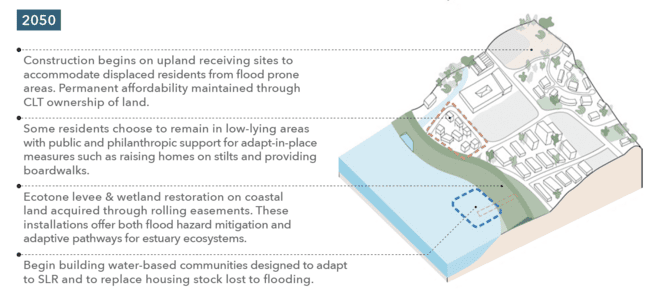 2050
Construction begins on upland receiving sites to
accommodate displaced residents from flood prone
areas. Permanent affordability maintained through
CLT ownership of land.
Some residents choose to remain in low-lying areas
with public and philanthropic support for adapt-in-place
measures such as raising homes on stilts and providing
boardwalks.
Ecotone levee & wetland restoration on coastal
land acquired through rolling easements. These
installations offer both flood hazard mitigation and
adaptive pathways for estuary ecosystems.
Begin building water-based communities designed to adapt
to SLR and to replace housing stock lost to flooding.